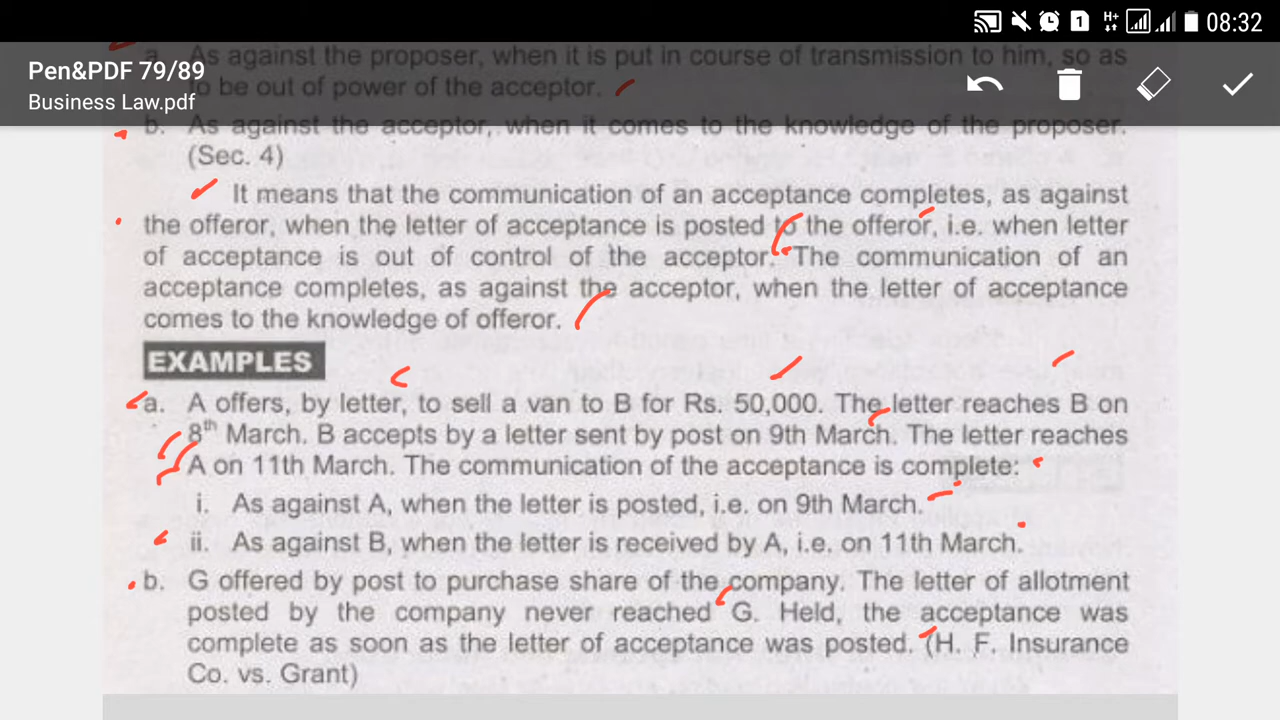 08:32
a. As against the proposer, when it is put in course of transmission to him, so as
Pen&PDF 79/89
to be out of power of the acceptor.
Business Law.pdf
b. As against the acceptor, when it comes to the knowledge of the proposer.
(Sec. 4)
It means that the communication of an acceptance completes, as against
the offeror, when the letter of acceptance is posted to the offeror, i.e. when letter
of acceptance is out of control of the acceptor. The communication of an
acceptance completes, as against the acceptor, when the letter of acceptance
comes to the knowledge of offeror.
EXAMPLES
a. A offers, by letter, to sell a van to B for Rs. 50,000. The letter reaches B on
8th March. B accepts by a letter sent by post on 9th March. The letter reaches
A on 11th March. The communication of the acceptance is complete:
i. As against A, when the letter is posted, i.e. on 9th March.
ii. As against B, when the letter is received by A, i.e. on 11th March.
b. G offered by post to purchase share of the company. The letter of allotment
posted by the company never reached G. Held, the acceptance was
complete as soon as the letter of acceptance was posted. (H. F. Insurance
Co. vs. Grant)